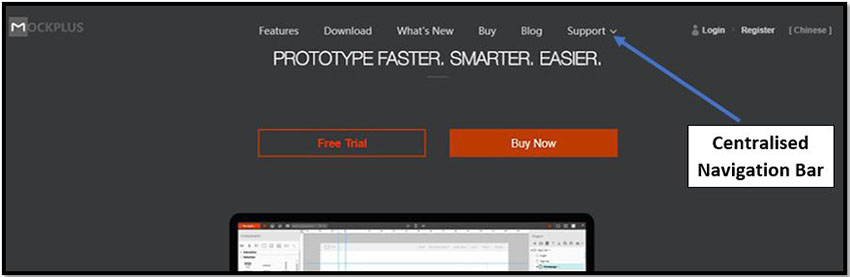 MOCKPLUS
Features Download What's New Buy Blog Support Login Register [ Chinese ]
PROTOTYPE FASTER. SMARTER. EASIER.
Free Trial Buy Now
Centralised
Navigation Bar